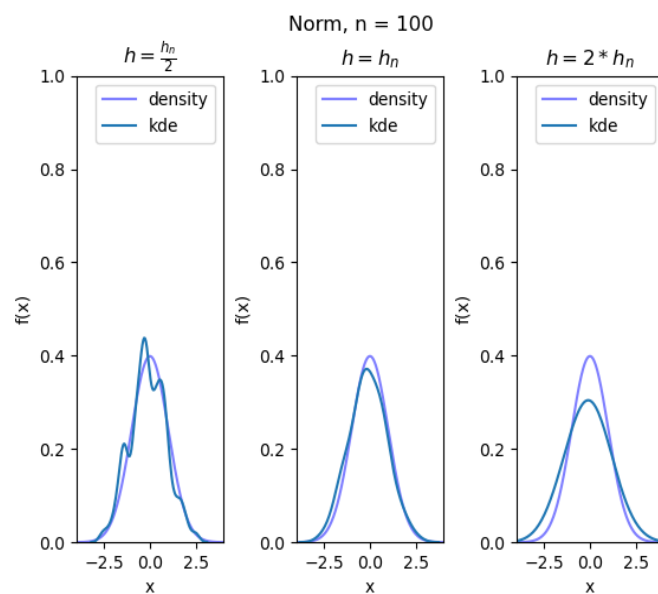 Norm, n = 100
h = h_n/2
h = h_n
h = 2 * h_n
density
kde
density
kde
density
kde
1.0
0.8
0.6
0.4
0.2
0.0
f(x)
−2.5 0.0 2.5
x
1.0
0.8
0.6
0.4
0.2
0.0
f(x)
−2.5 0.0 2.5
x
1.0
0.8
0.6
0.4
0.2
0.0
f(x)
−2.5 0.0 2.5
x